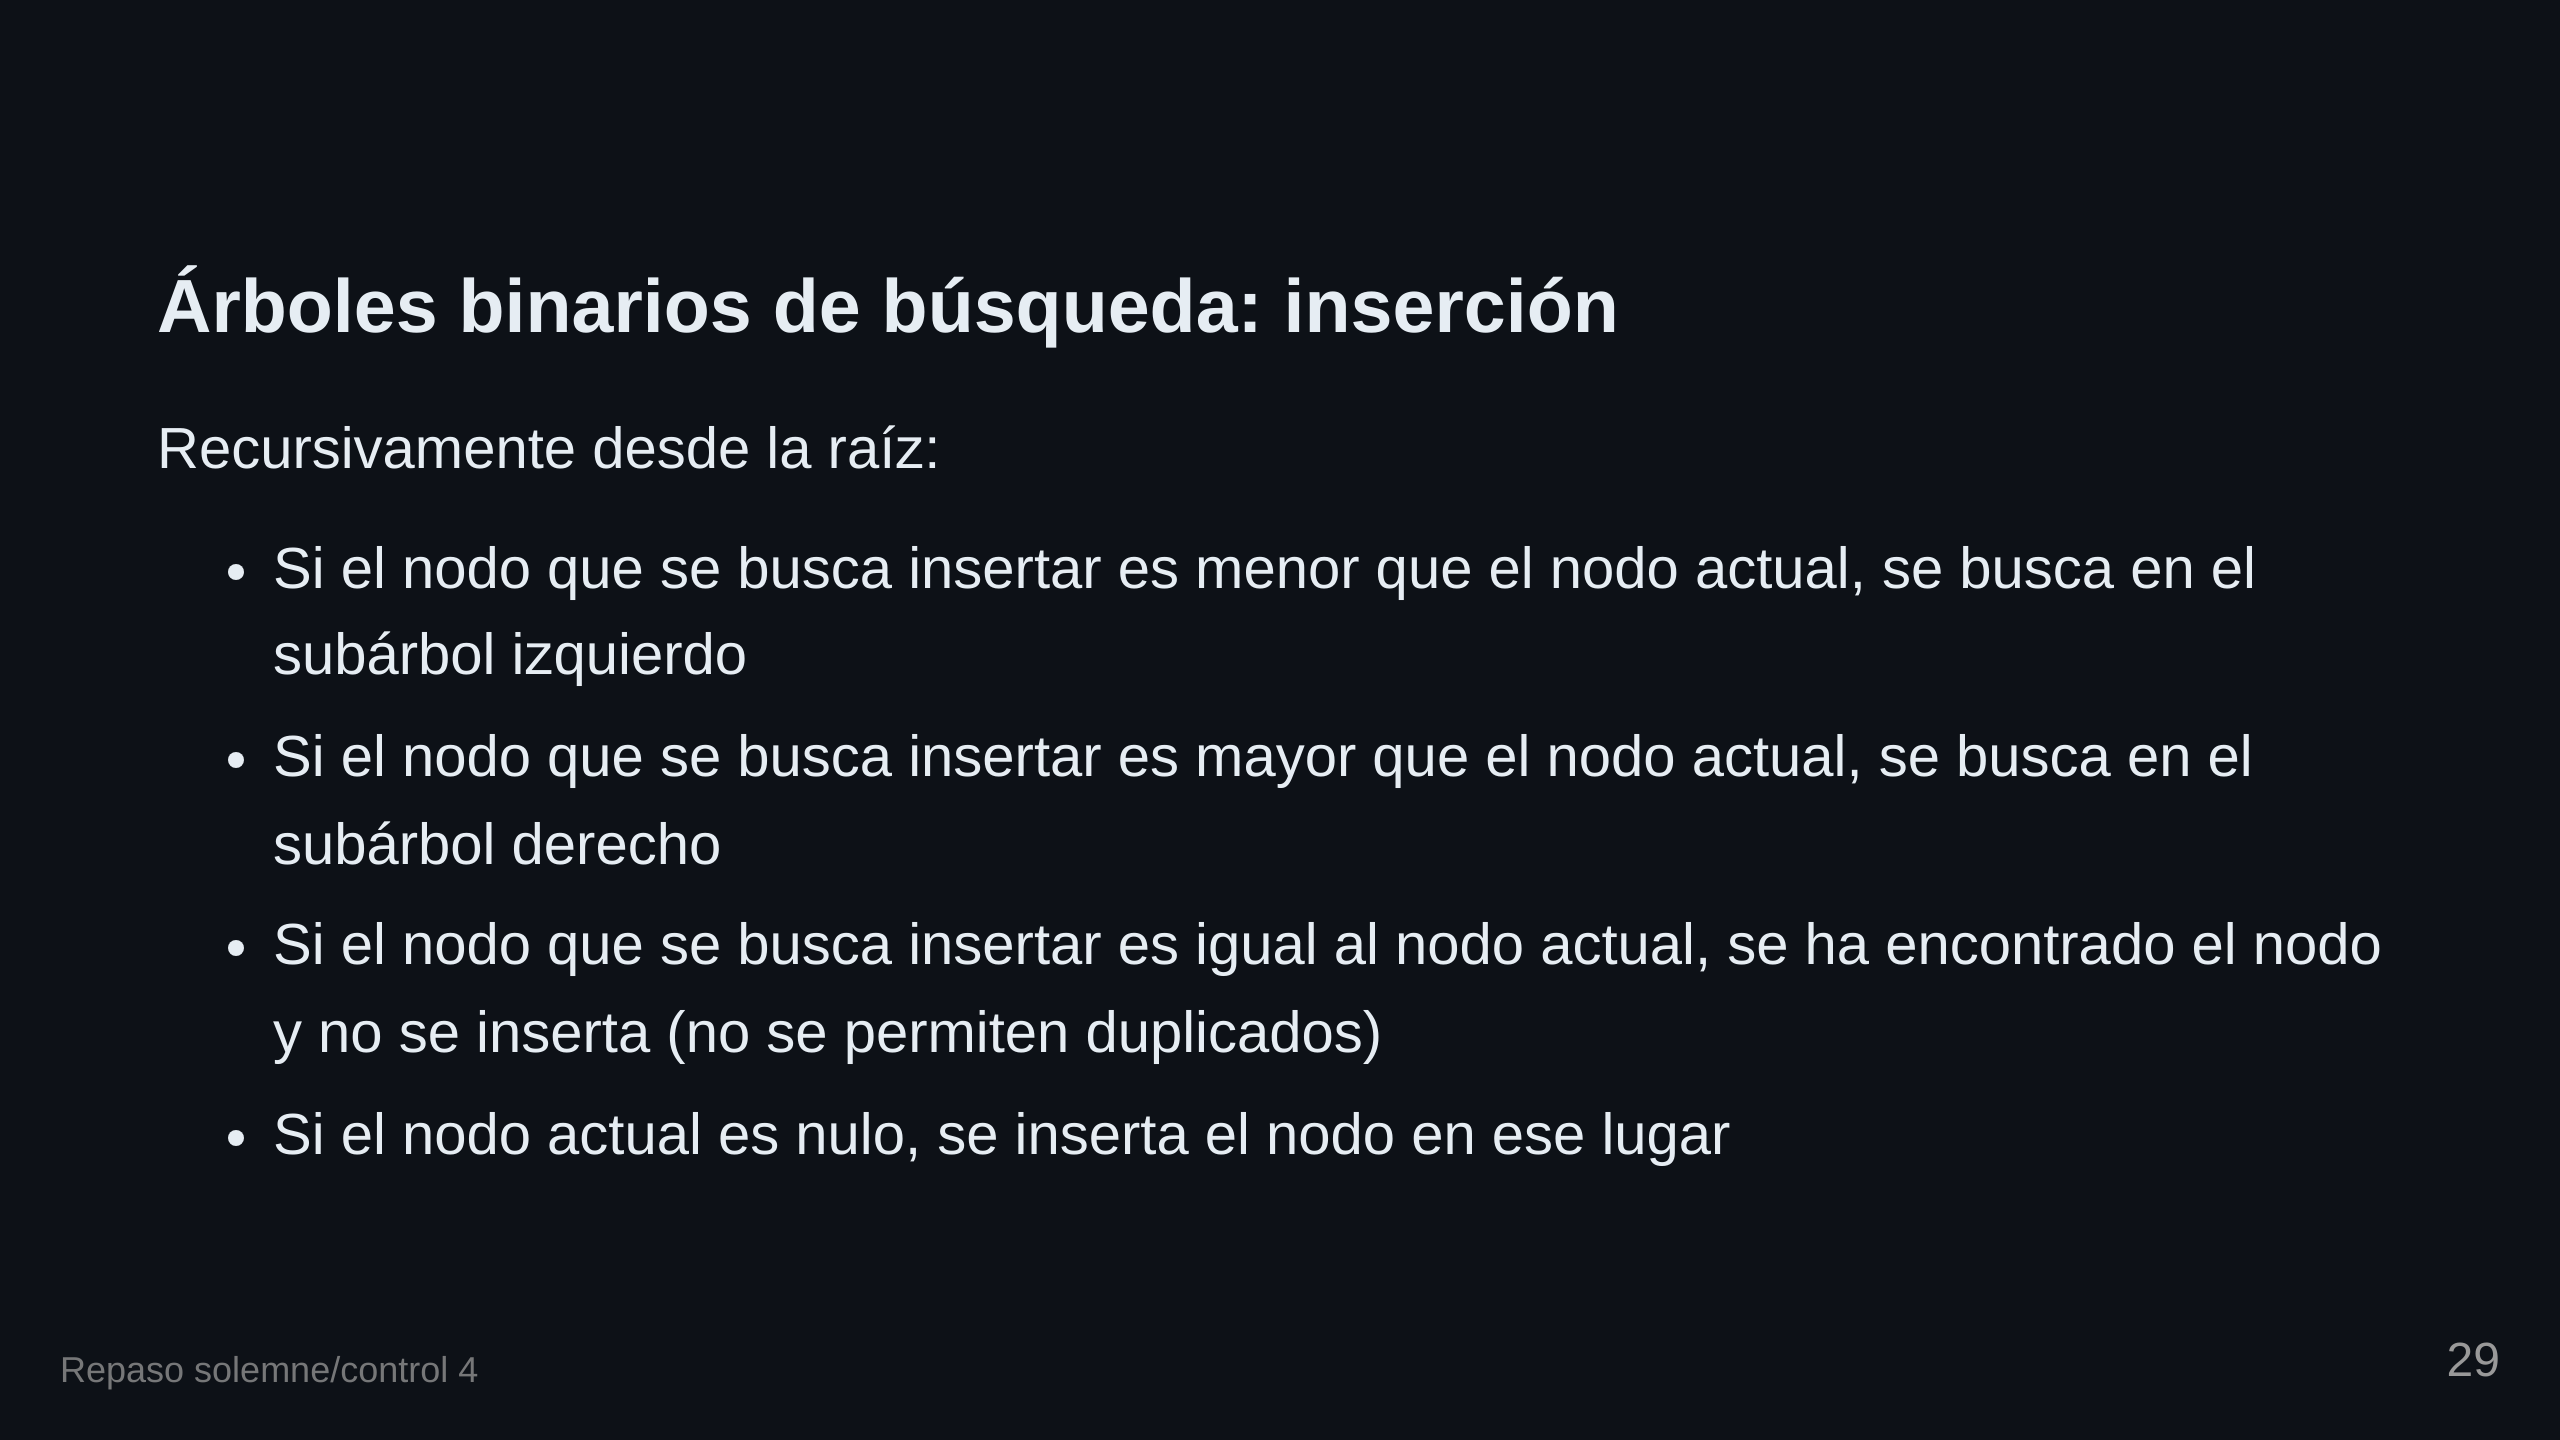 Árboles binarios de búsqueda: inserción
Recursivamente desde la raíz:
• Si el nodo que se busca insertar es menor que el nodo actual, se busca en el
subárbol izquierdo
• Si el nodo que se busca insertar es mayor que el nodo actual, se busca en el
subárbol derecho
• Si el nodo que se busca insertar es igual al nodo actual, se ha encontrado el nodo
y no se inserta (no se permiten duplicados)
• Si el nodo actual es nulo, se inserta el nodo en ese lugar
Repaso solemne/control 4
29